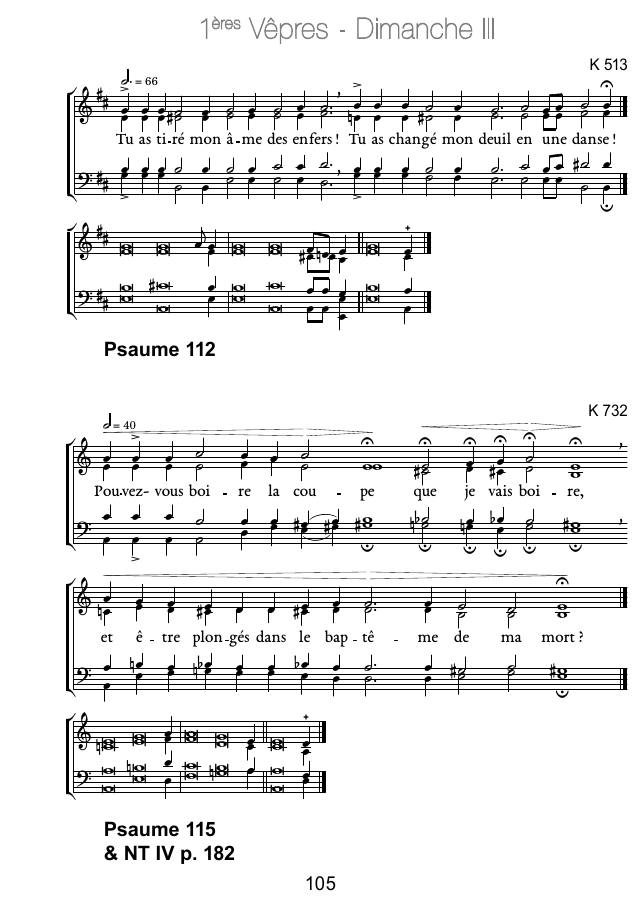 1ères Vêpres - Dimanche III
K 513
= 66
Tu as ti-ré mon â-me des enfers! Tu as changé mon deuil en une danse!
Psaume 112
K 732
= 40
Pou-vez-vous boi-re la cou-pe que je vais boi-re,
et ê-tre plon-gés dans le bap-tê-me de ma mort?
Psaume 115
& NT IV p. 182
105